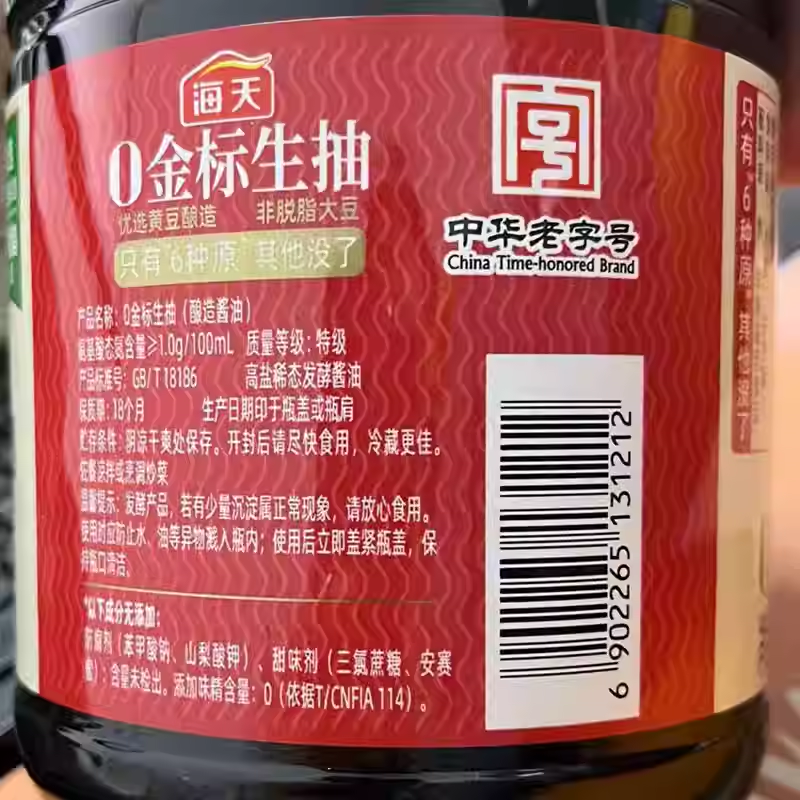 海天
0金标生抽
优选黄豆酿造 非脱脂大豆
只有"6种原"其他没了
中华老字号
China Time-honored Brand
产品名称：0金标生抽（酿造酱油）
氨基酸态氮含量≥1.0g/100mL 质量等级：特级
产品标准号：GB/T 18186 高盐稀态发酵酱油
保质期：18个月 生产日期印于瓶盖或瓶肩
贮存条件：阴凉干爽处保存。开封后请尽快食用，冷藏更佳。
佐餐凉拌或烹调炒菜
温馨提示：发酵产品，若有少量沉淀属正常现象，请放心食用。
使用时应防止水、油等异物溅入瓶内；使用后立即盖紧瓶盖，保
持瓶口清洁。
*以下成分无添加：
防腐剂（苯甲酸钠、山梨酸钾）、甜味剂（三氯蔗糖、安赛
蜜）：含量未检出。添加味精含量：0（依据T/CNFIA 114）。
6 902265 131212
只有"6种原"其他没了